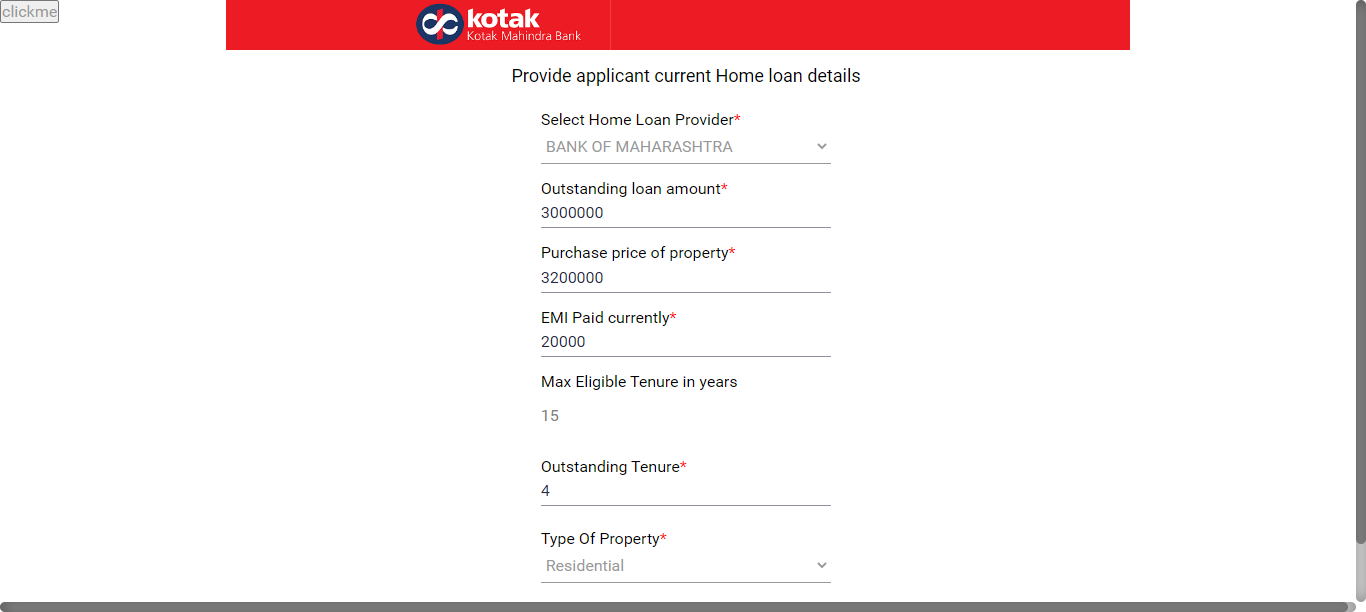 clickme
kotak
Kotak Mahindra Bank
Provide applicant current Home loan details
Select Home Loan Provider*
BANK OF MAHARASHTRA
Outstanding loan amount*
3000000
Purchase price of property*
3200000
EMI Paid currently*
20000
Max Eligible Tenure in years
15
Outstanding Tenure*
4
Type Of Property*
Residential